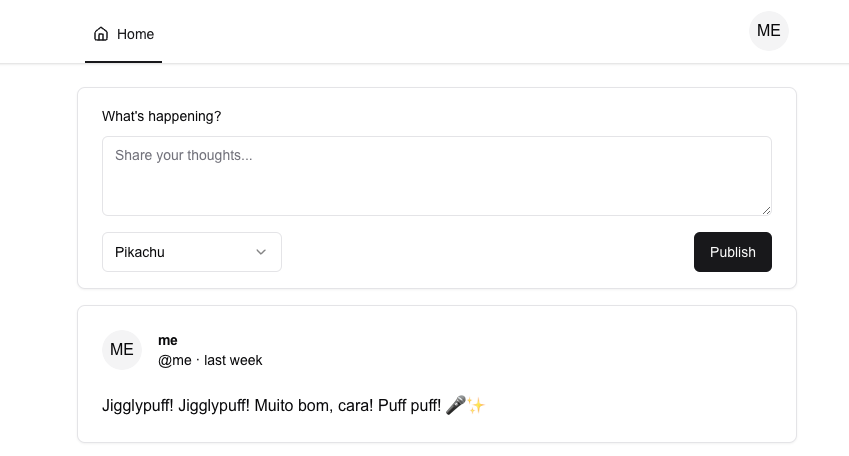 Home
ME
What's happening?
Share your thoughts...
Pikachu
Publish
ME
me
@me · last week
Jigglypuff! Jigglypuff! Muito bom, cara! Puff puff! 🎤✨